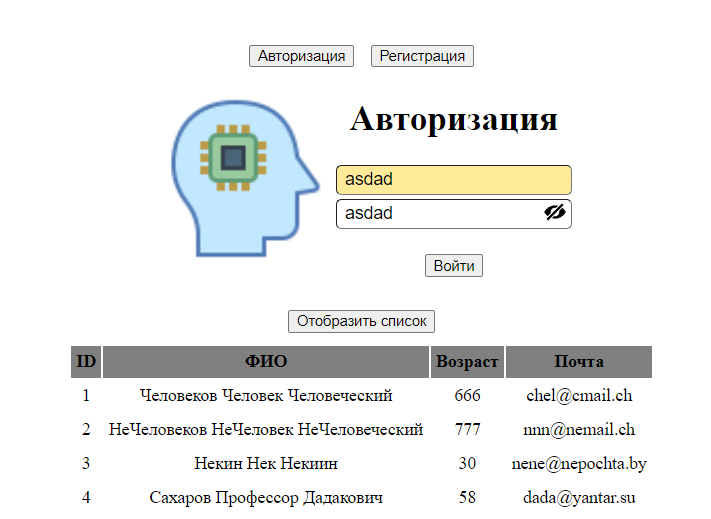 Авторизация Регистрация
Авторизация
asdad
asdad
Войти
Отобразить список
ID ФИО Возраст Почта
1 Человеков Человек Человеческий 666 chel@cmail.ch
2 НеЧеловеков НеЧеловек НеЧеловеческий 777 nnn@nemail.ch
3 Некин Нек Некиин 30 nene@nepochta.by
4 Сахаров Профессор Дадакович 58 dada@yantar.su